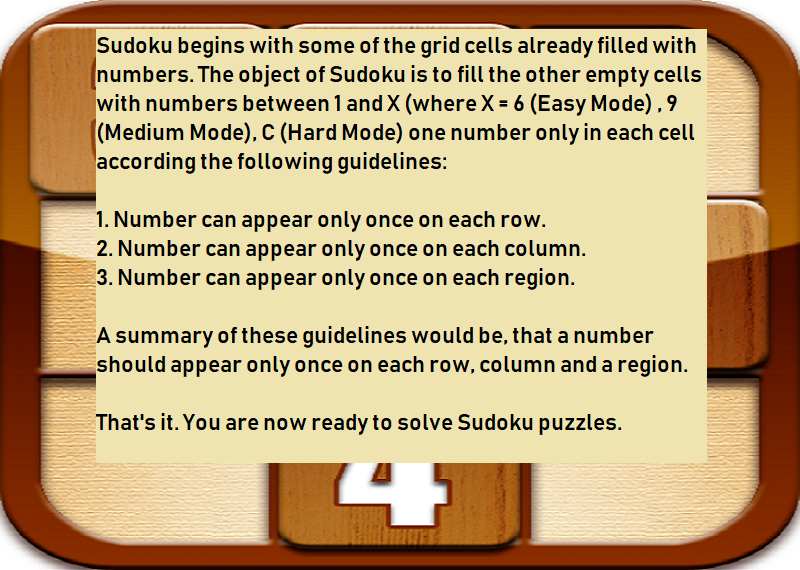 Sudoku begins with some of the grid cells already filled with
numbers. The object of Sudoku is to fill the other empty cells
with numbers between 1 and X (where X = 6 (Easy Mode) , 9
(Medium Mode), C (Hard Mode) one number only in each cell
according the following guidelines:
1. Number can appear only once on each row.
2. Number can appear only once on each column.
3. Number can appear only once on each region.
A summary of these guidelines would be, that a number
should appear only once on each row, column and a region.
That's it. You are now ready to solve Sudoku puzzles.
4